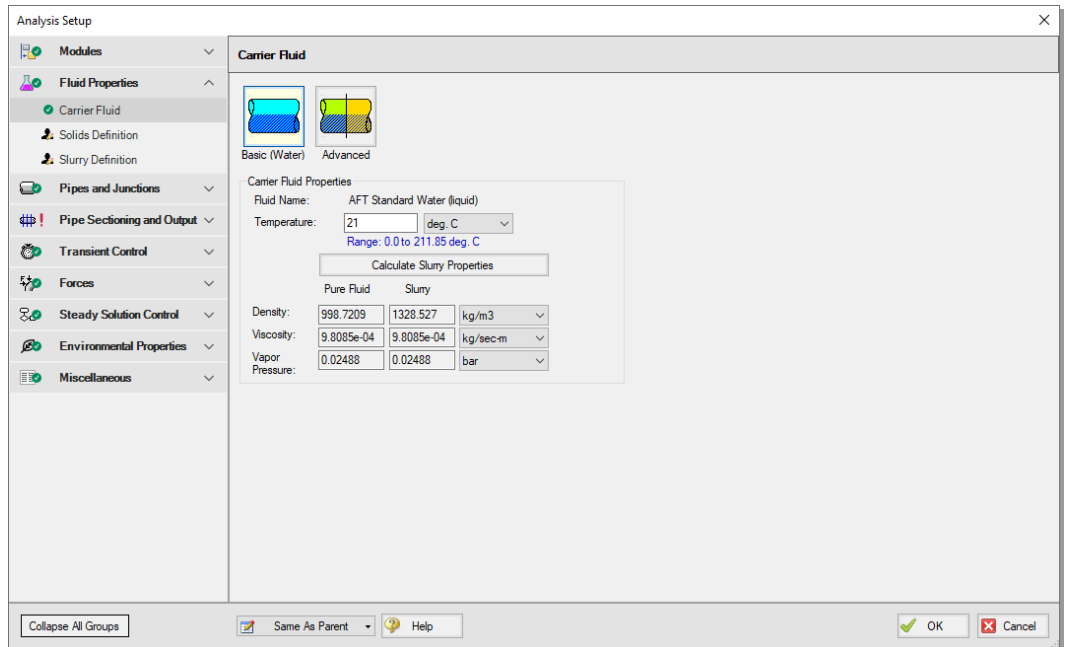 Analysis Setup
Modules
Fluid Properties
Carrier Fluid
Solids Definition
Slurry Definition
Pipes and Junctions
Pipe Sectioning and Output
Transient Control
Forces
Steady Solution Control
Environmental Properties
Miscellaneous
Carrier Fluid
Basic (Water) Advanced
Carrier Fluid Properties
Fluid Name: AFT Standard Water (liquid)
Temperature: 21 deg. C
Range: 0.0 to 211.85 deg. C
Calculate Slurry Properties
Pure Fluid Slurry
Density: 998.7209 1328.527 kg/m3
Viscosity: 9.8085e-04 9.8085e-04 kg/sec-m
Vapor
Pressure: 0.02488 0.02488 bar
Collapse All Groups Same As Parent Help OK Cancel